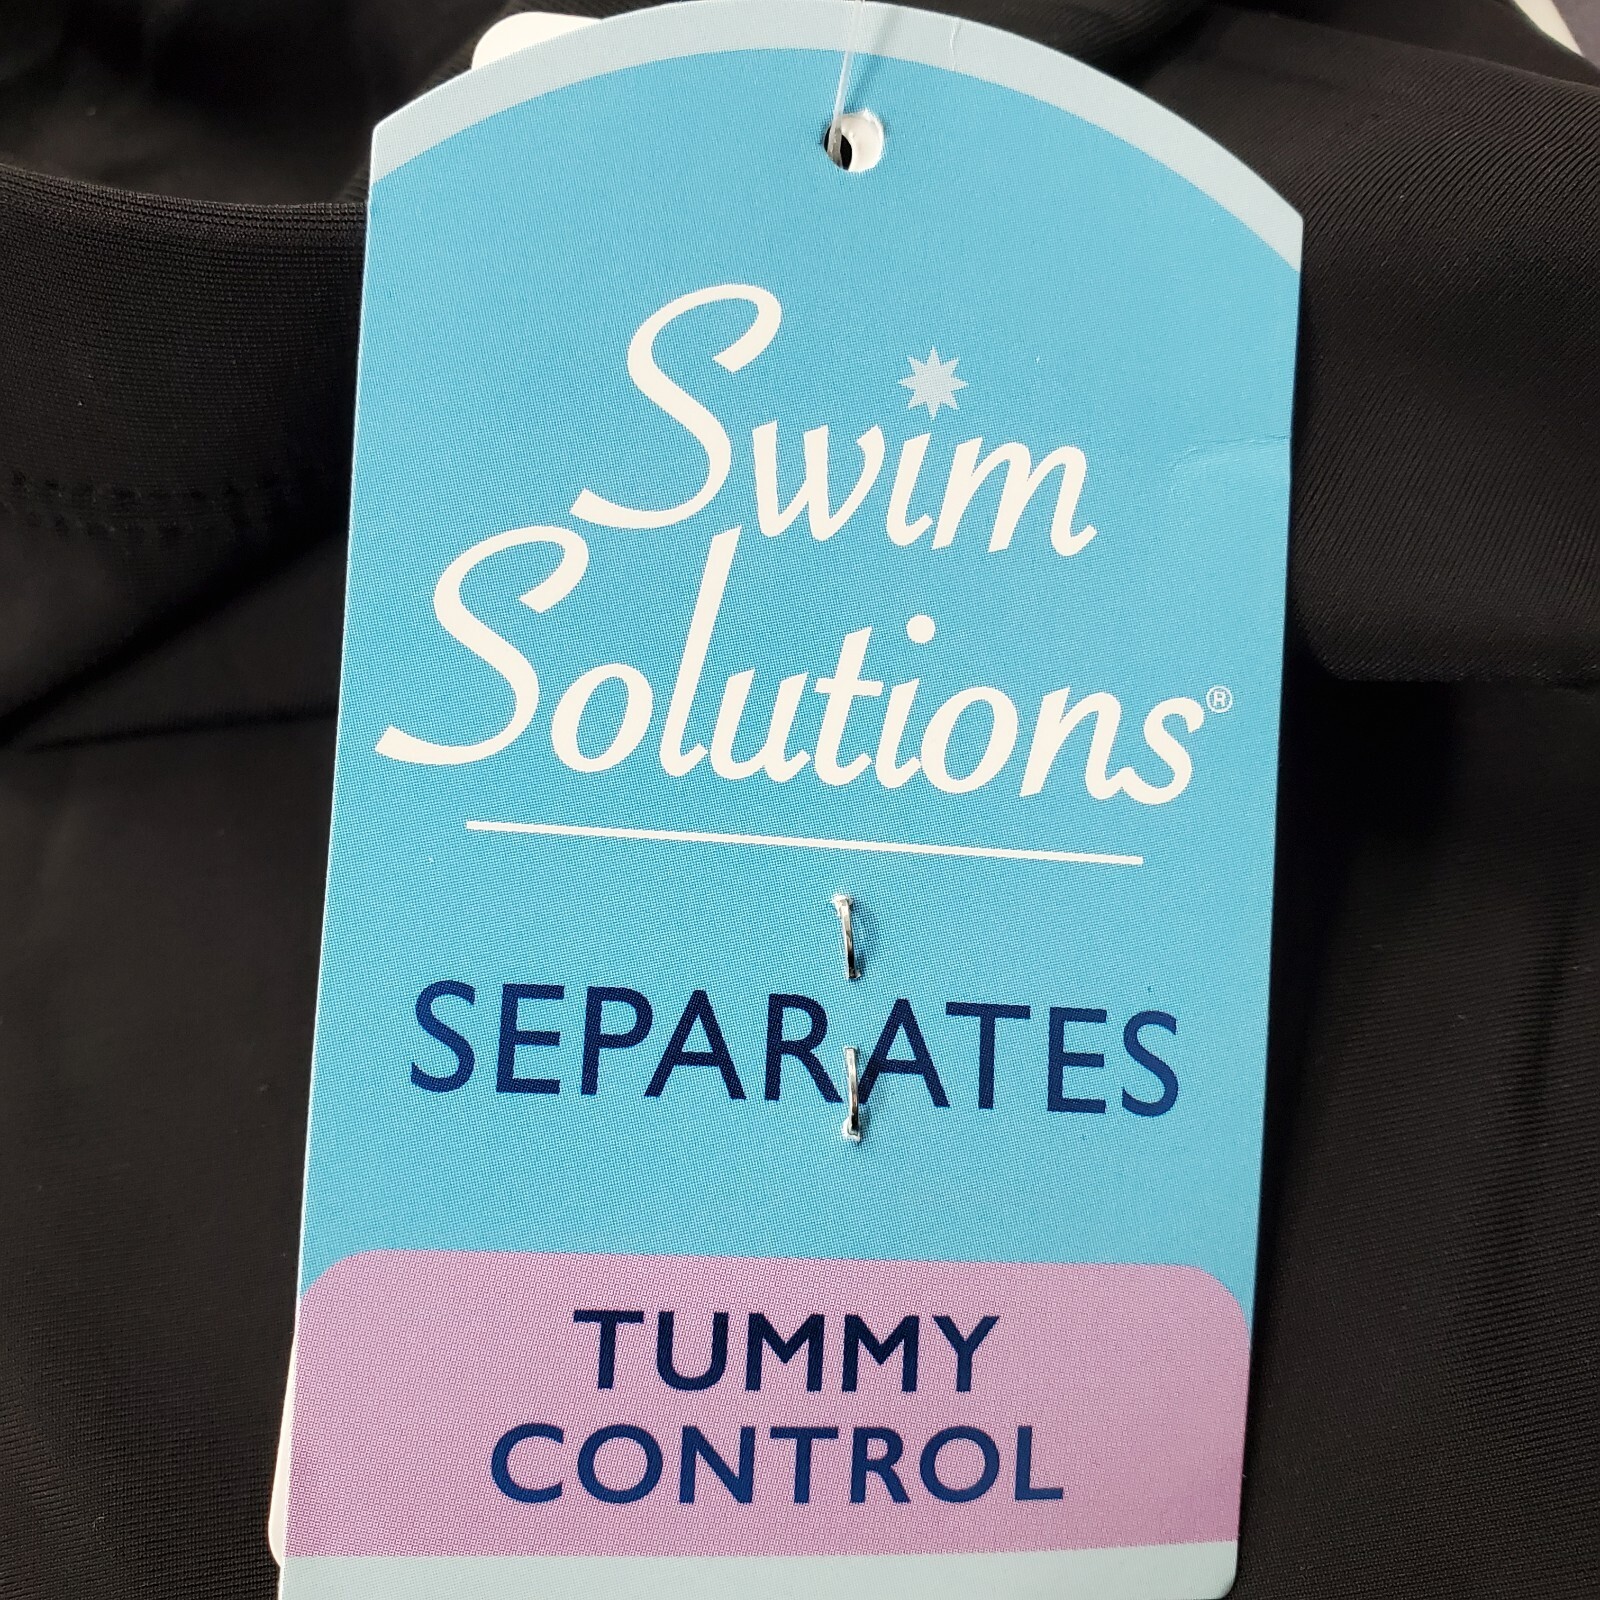 Swim
Solutions®
SEPARATES
TUMMY
CONTROL